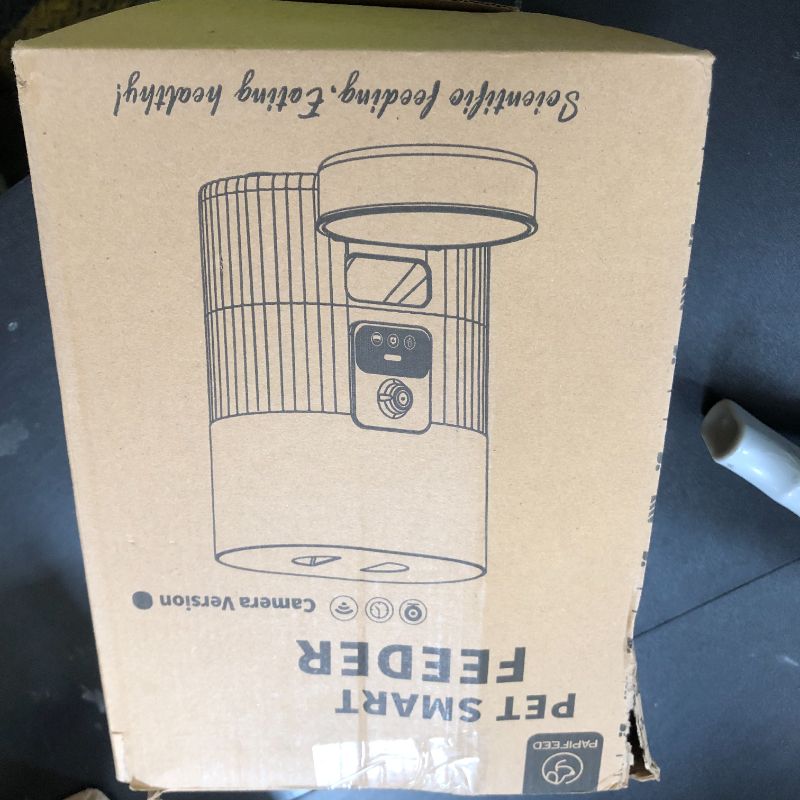 PAPIFEED
PET SMART
FEEDER
Camera Version
Scientific feeding. Eating healthy!